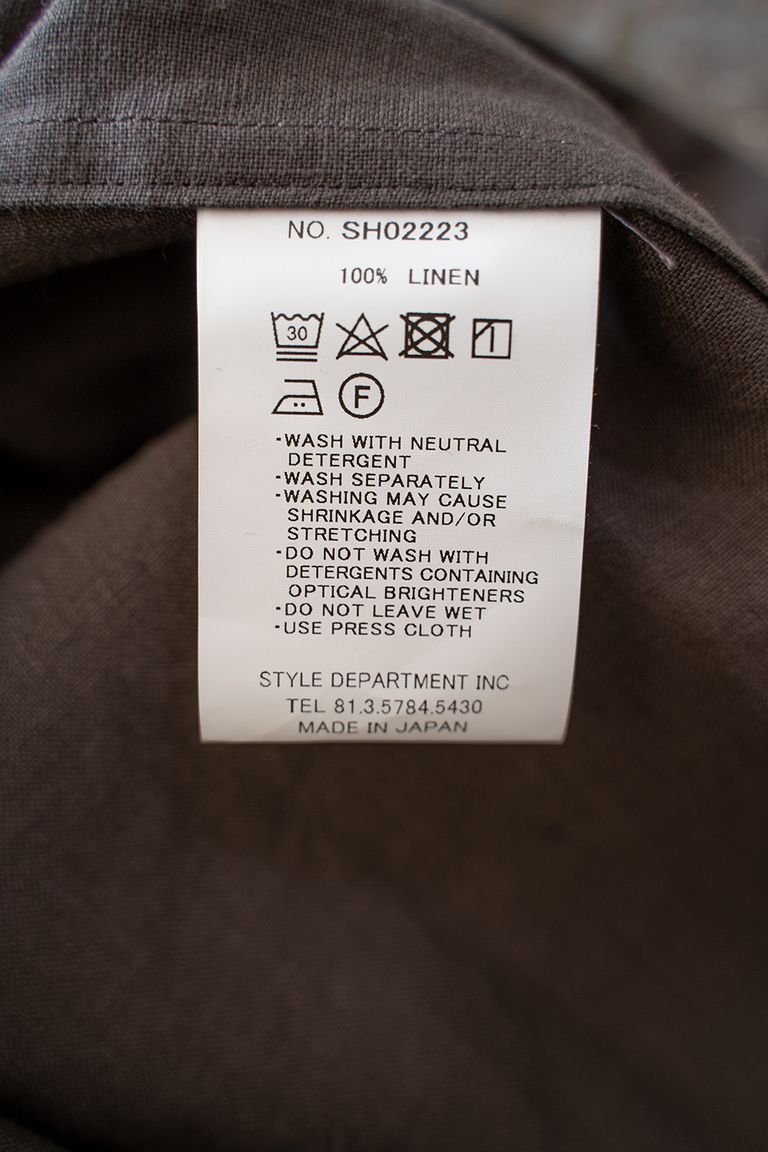 NO. SH02223
100% LINEN
30
F
·WASH WITH NEUTRAL
DETERGENT
·WASH SEPARATELY
·WASHING MAY CAUSE
SHRINKAGE AND/OR
STRETCHING
·DO NOT WASH WITH
DETERGENTS CONTAINING
OPTICAL BRIGHTENERS
·DO NOT LEAVE WET
·USE PRESS CLOTH
STYLE DEPARTMENT INC
TEL 81.3.5784.5430
MADE IN JAPAN